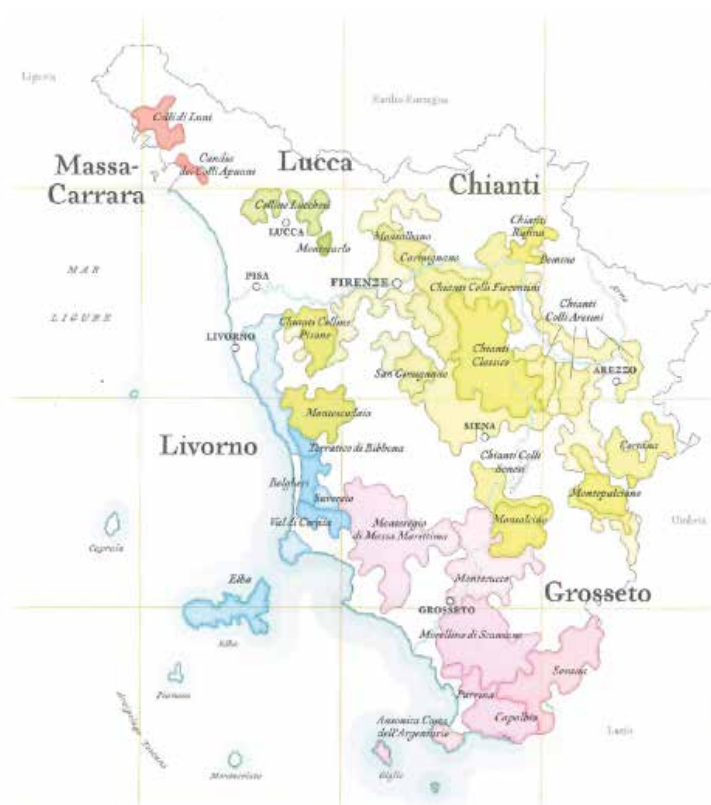 Liguria
Emilia-Romagna
Colli di Luni
Massa-
Carrara
Candia
dei Colli Apuani
Lucca
Chianti
Colline Lucchesi
LUCCA
Montecarlo
Montalbano
Carmignano
Chianti
Rufina
Pomino
MAR
LIGURE
PISA
FIRENZE
Chianti Colli Fiorentini
Chianti
Colli Aretini
Arno
LIVORNO
Chianti Colline
Pisane
San Gimignano
Chianti
Classico
AREZZO
Montescudaio
SIENA
Cortona
Livorno
Terratico di Bibbona
Chianti Colli
Senesi
Bolgheri
Suvereto
Montepulciano
Val di Cornia
Monteregio
di Massa Marittima
Montalcino
Umbria
Capraia
Montecucco
Elba
Grosseto
GROSSETO
Elba
Morellino di Scansano
Sovana
Pianosa
Parrina
Capalbio
Ansonica Costa
dell'Argentario
Lazio
Arcipelago Toscano
Montecristo
Giglio